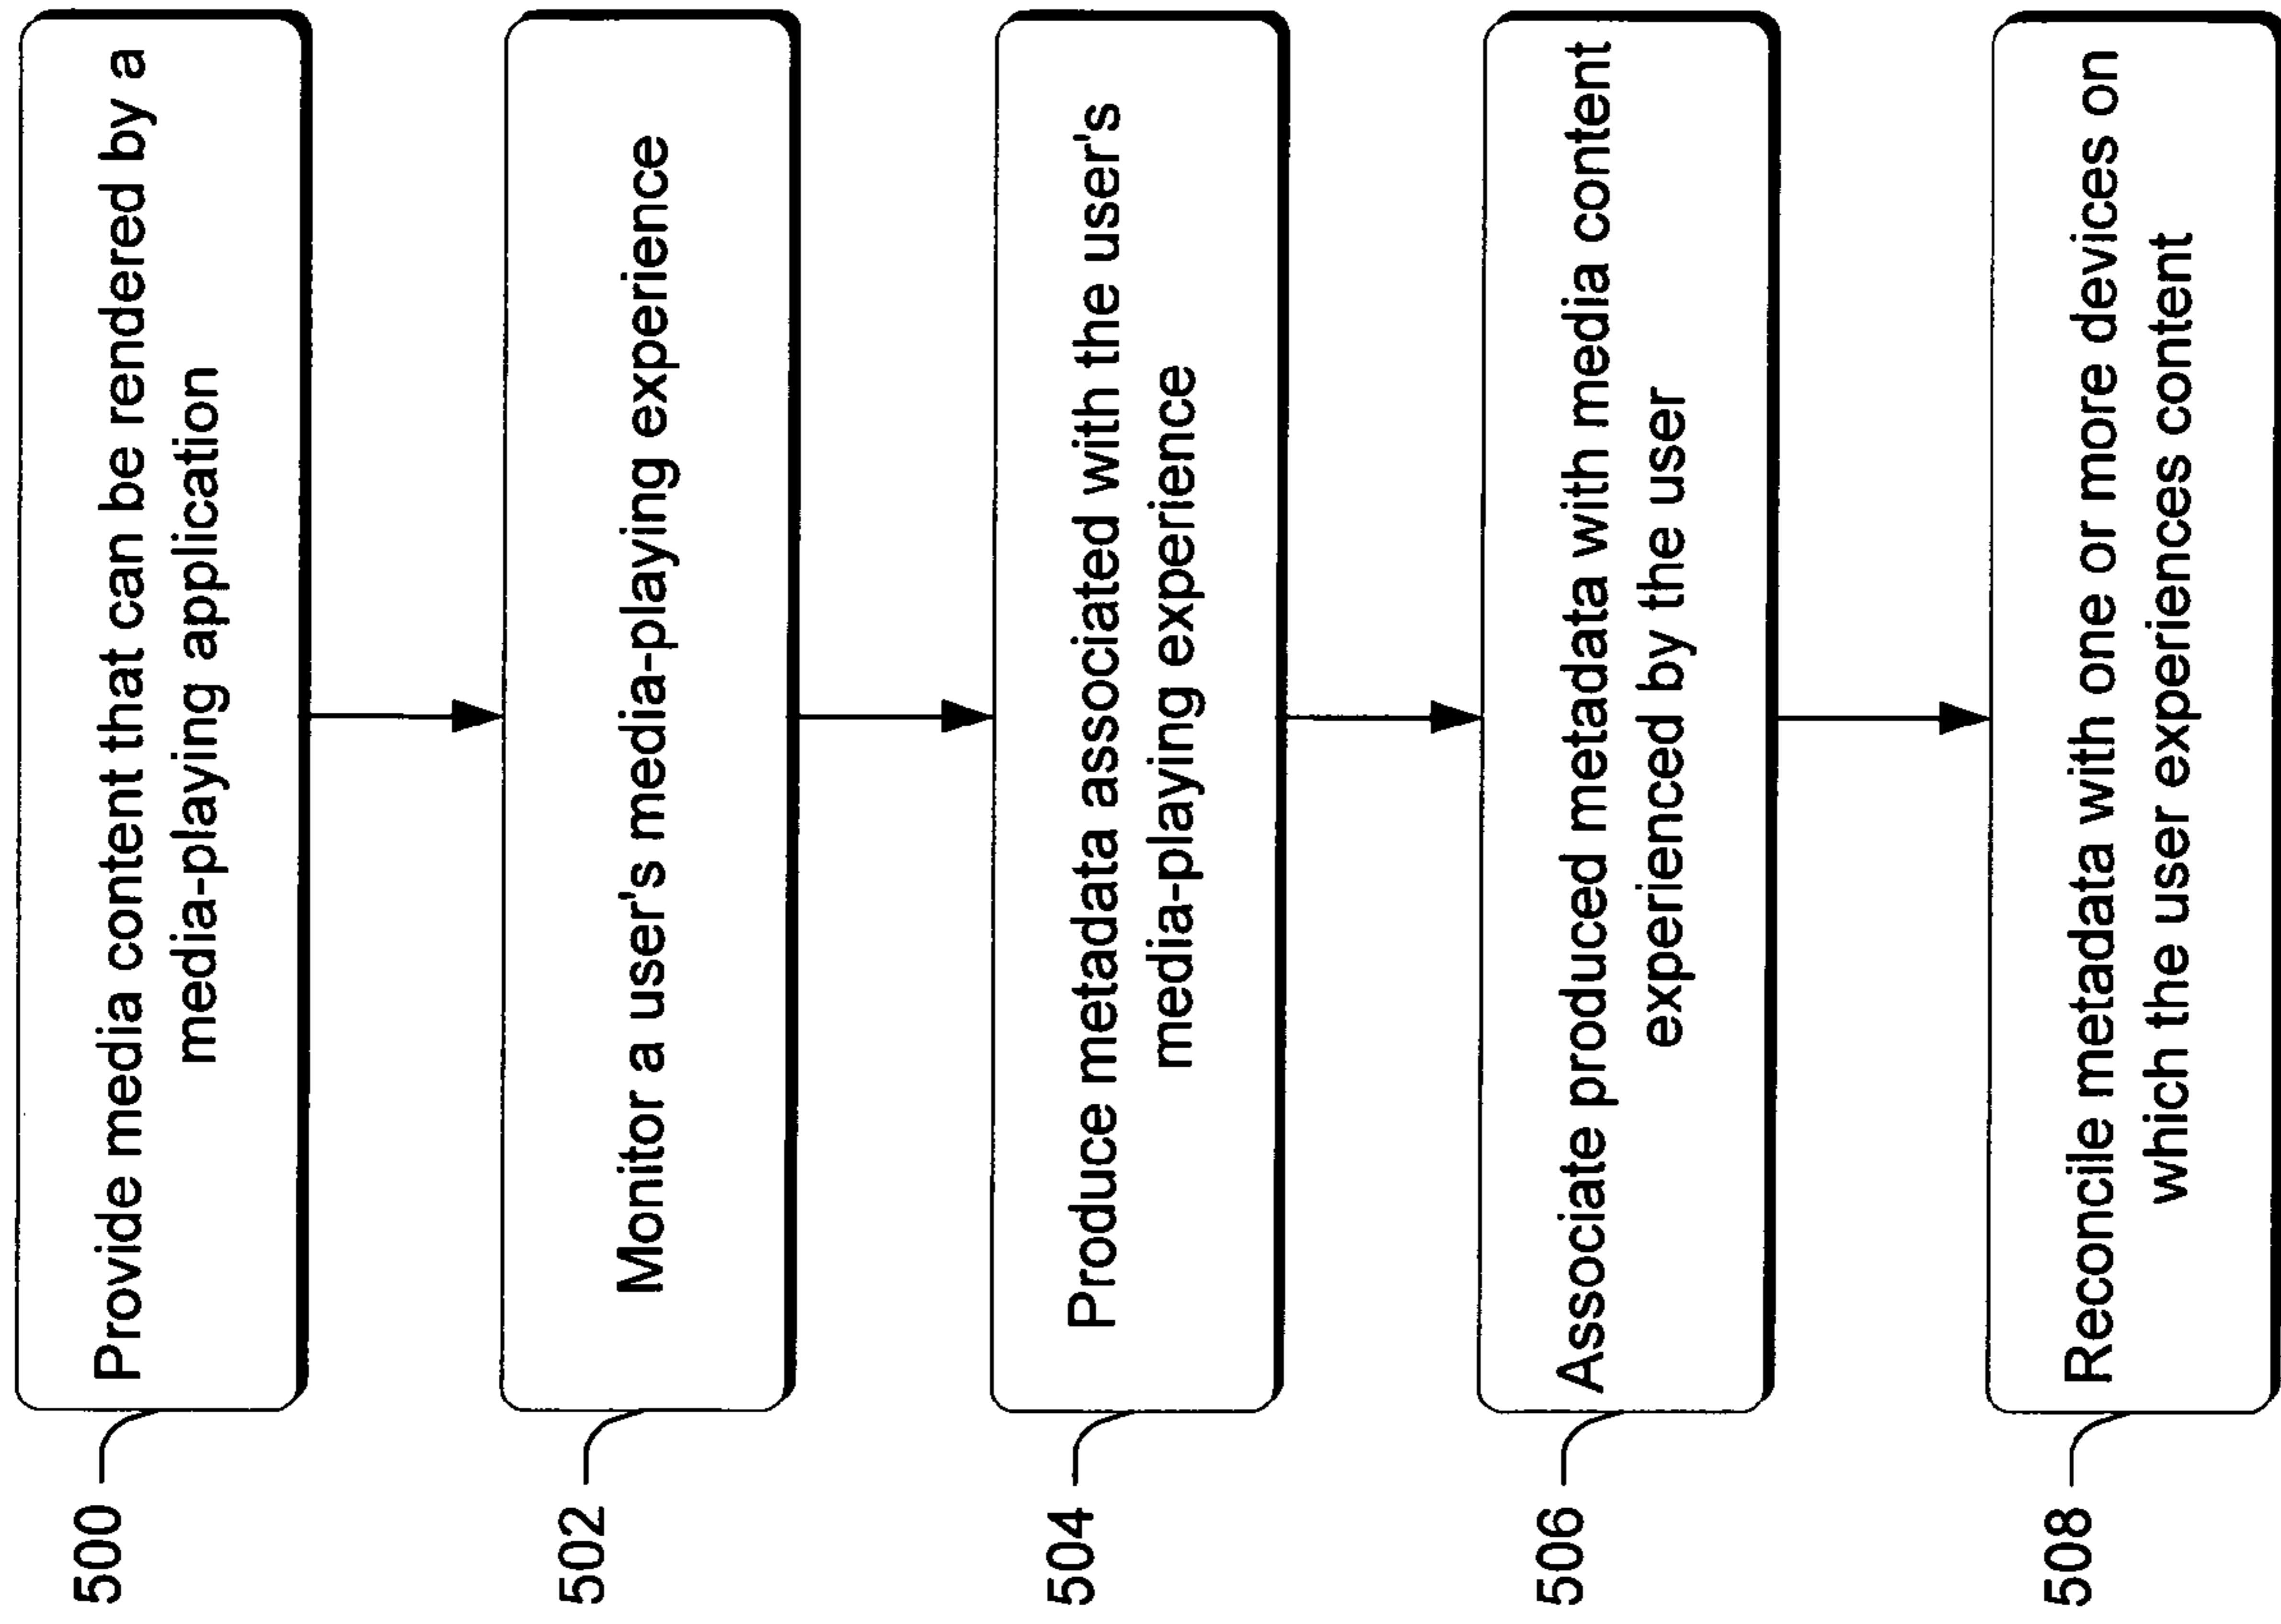 500
Provide media content that can be rendered by a
media-playing application
502
Monitor a user's media-playing experience
504
Produce metadata associated with the user's
media-playing experience
506
Associate produced metadata with media content
experienced by the user
508
Reconcile metadata with one or more devices on
which the user experiences content